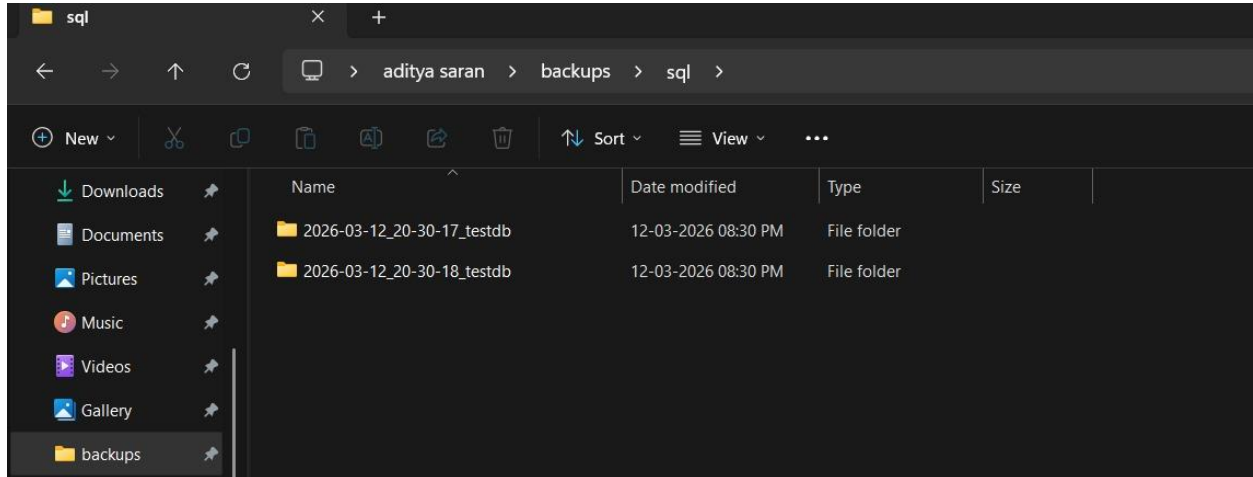 sql
aditya saran > backups > sql >
New Sort View ...
Name Date modified Type Size
Downloads
Documents
Pictures
Music
Videos
Gallery
backups
2026-03-12_20-30-17_testdb 12-03-2026 08:30 PM File folder
2026-03-12_20-30-18_testdb 12-03-2026 08:30 PM File folder